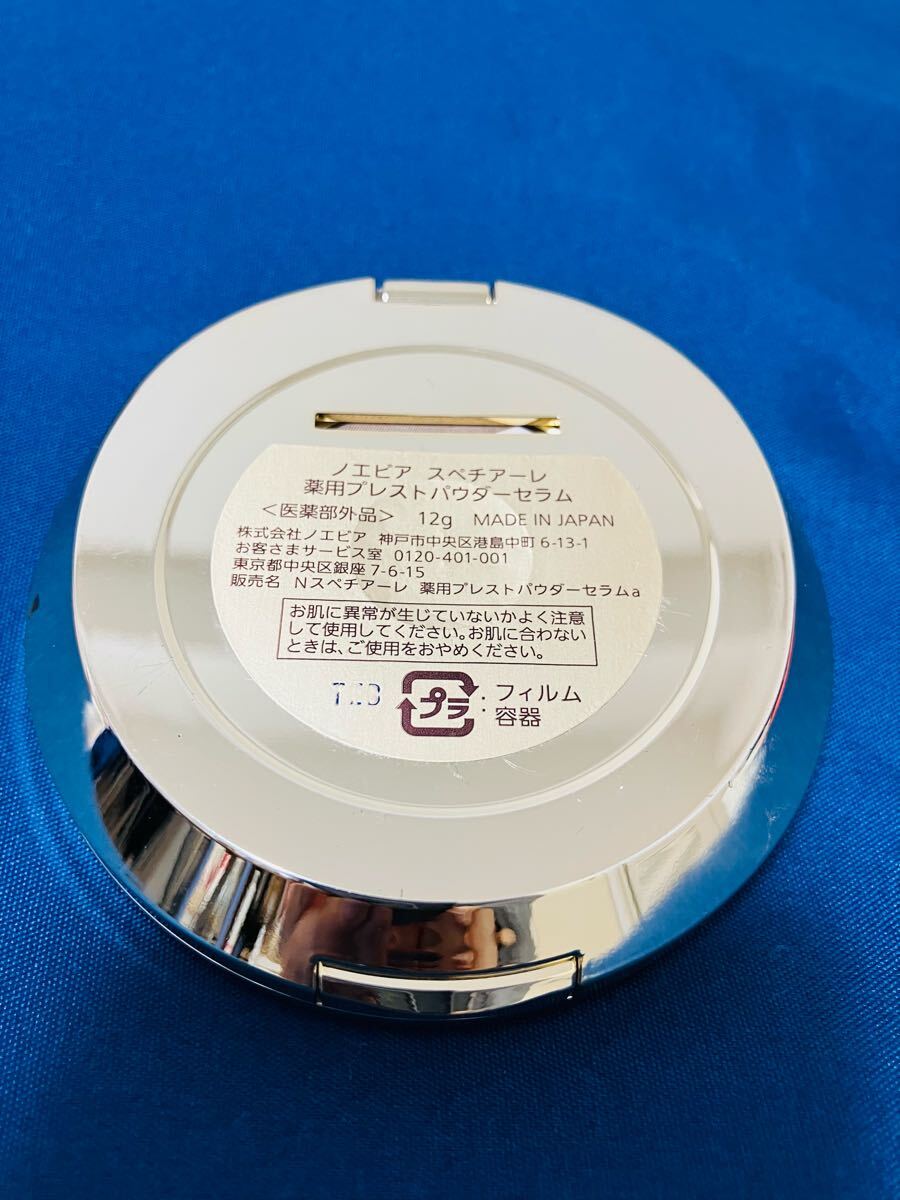 ノエビア スペチアーレ
薬用プレストパウダーセラム
<医薬部外品> 12g MADE IN JAPAN
株式会社ノエビア 神戸市中央区港島中町6-13-1
お客さまサービス室 0120-401-001
東京都中央区銀座7-6-15
販売名 Nスペチアーレ 薬用プレストパウダーセラムa
お肌に異常が生じていないかよく注意
して使用してください。お肌に合わない
ときは、ご使用をおやめください。
プラ : フィルム
: 容器